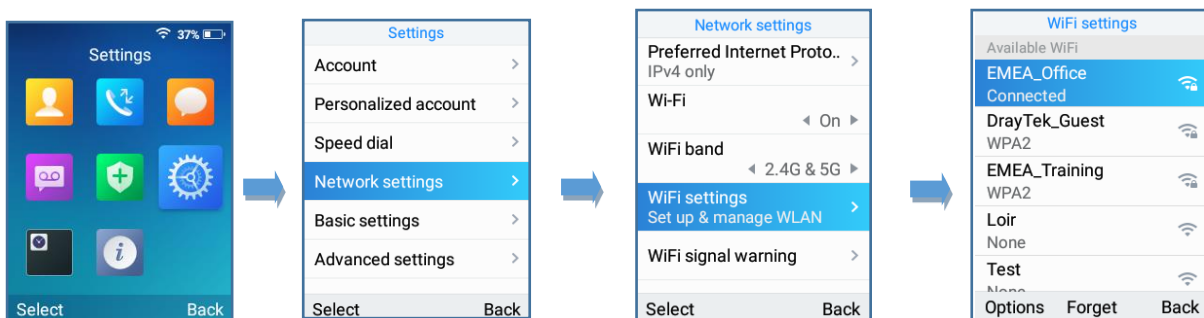 37%
Settings
Select Back
Settings
Account
Personalized account
Speed dial
Network settings
Basic settings
Advanced settings
Select Back
Network settings
Preferred Internet Proto..
IPv4 only
Wi-Fi
On
WiFi band
2.4G & 5G
WiFi settings
Set up & manage WLAN
WiFi signal warning
Select Back
WiFi settings
Available WiFi
EMEA_Office
Connected
DrayTek_Guest
WPA2
EMEA_Training
WPA2
Loir
None
Test
None
Options Forget Back